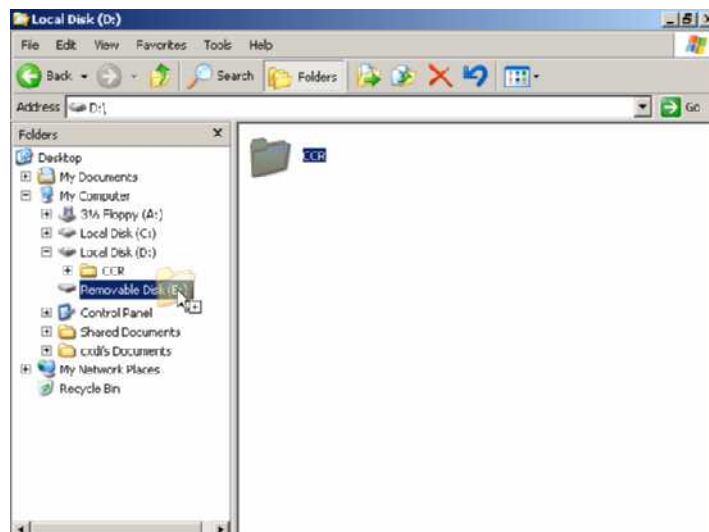 Local Disk (D:)
File Edit View Favorites Tools Help
Back Search Folders
Address D:\ Go
Folders x
Desktop
My Documents
My Computer
3½ Floppy (A:)
Local Disk (C:)
Local Disk (D:)
CCR
CCR
Removable Disk (E:)
Control Panel
Shared Documents
cxdi's Documents
My Network Places
Recycle Bin